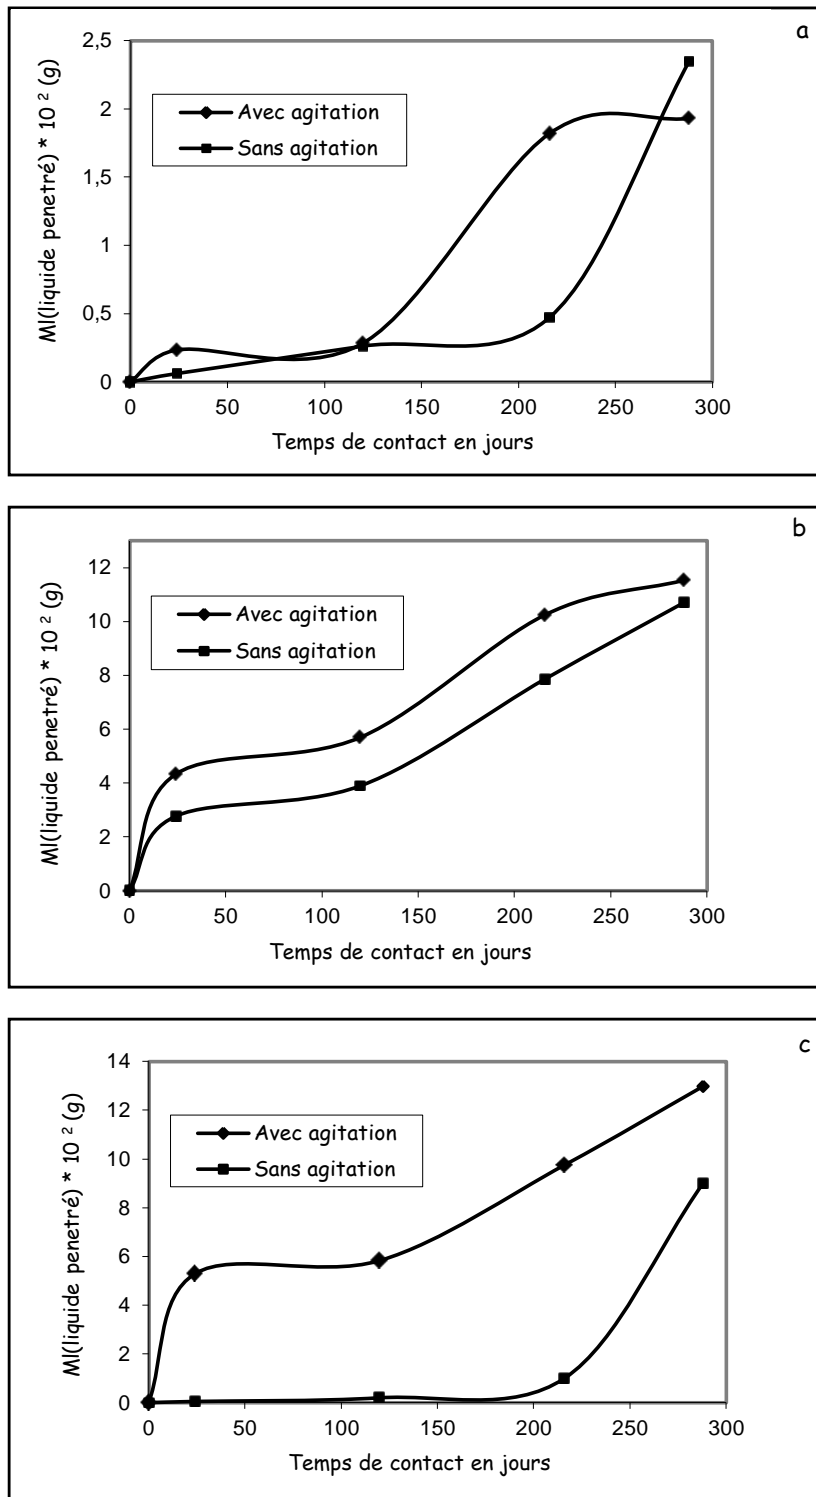 a
2,5
2
1,5
1
0,5
0
Ml(liquide penetré) * 10 ² (g)
Avec agitation
Sans agitation
0 50 100 150 200 250 300
Temps de contact en jours
b
12
10
8
6
4
2
0
Ml(liquide penetré) * 10 ² (g)
Avec agitation
Sans agitation
0 50 100 150 200 250 300
Temps de contact en jours
c
14
12
10
8
6
4
2
0
Ml(liquide penetré) * 10 ² (g)
Avec agitation
Sans agitation
0 50 100 150 200 250 300
Temps de contact en jours